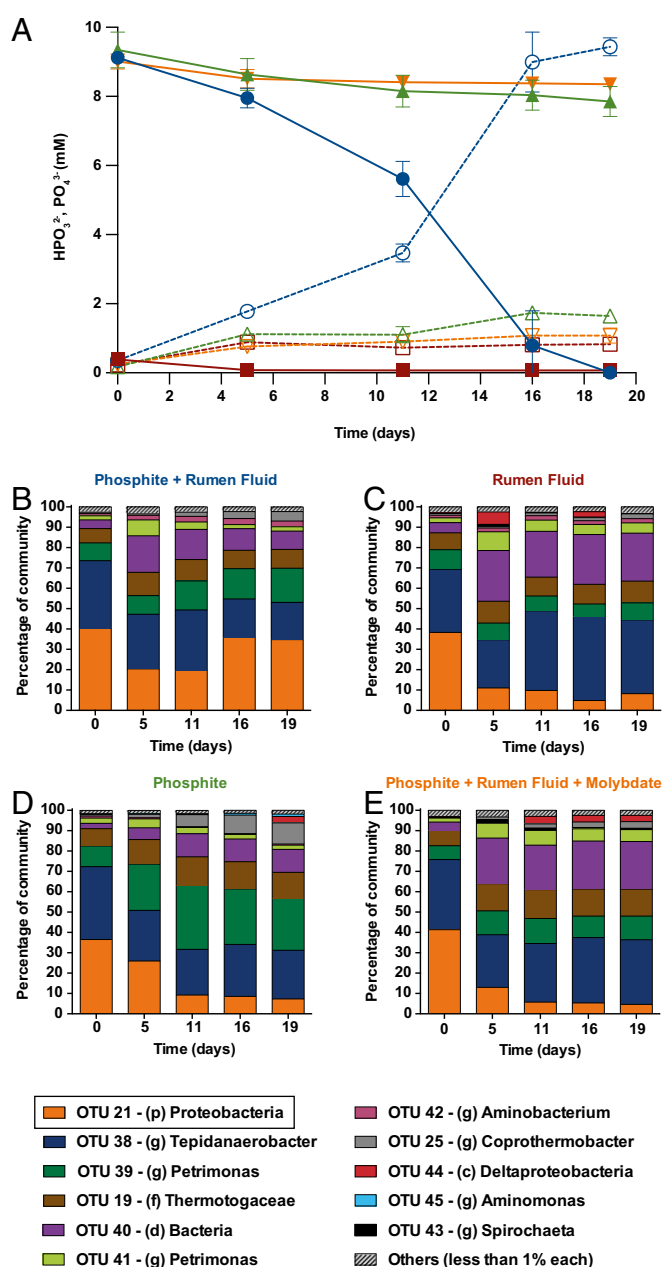 A
10
8
6
4
2
0
HPO₃²⁻, PO₄³⁻ (mM)
0 2 4 6 8 10 12 14 16 18 20
Time (days)
B Phosphite + Rumen Fluid
100
90
80
70
60
50
40
30
20
10
0
Percentage of community
0 5 11 16 19
Time (days)
C Rumen Fluid
100
90
80
70
60
50
40
30
20
10
0
Percentage of community
0 5 11 16 19
Time (days)
D Phosphite
100
90
80
70
60
50
40
30
20
10
0
Percentage of community
0 5 11 16 19
Time (days)
E Phosphite + Rumen Fluid + Molybdate
100
90
80
70
60
50
40
30
20
10
0
Percentage of community
0 5 11 16 19
Time (days)
OTU 21 - (p) Proteobacteria
OTU 38 - (g) Tepidanaerobacter
OTU 39 - (g) Petrimonas
OTU 19 - (f) Thermotogaceae
OTU 40 - (d) Bacteria
OTU 41 - (g) Petrimonas
OTU 42 - (g) Aminobacterium
OTU 25 - (g) Coprothermobacter
OTU 44 - (c) Deltaproteobacteria
OTU 45 - (g) Aminomonas
OTU 43 - (g) Spirochaeta
Others (less than 1% each)